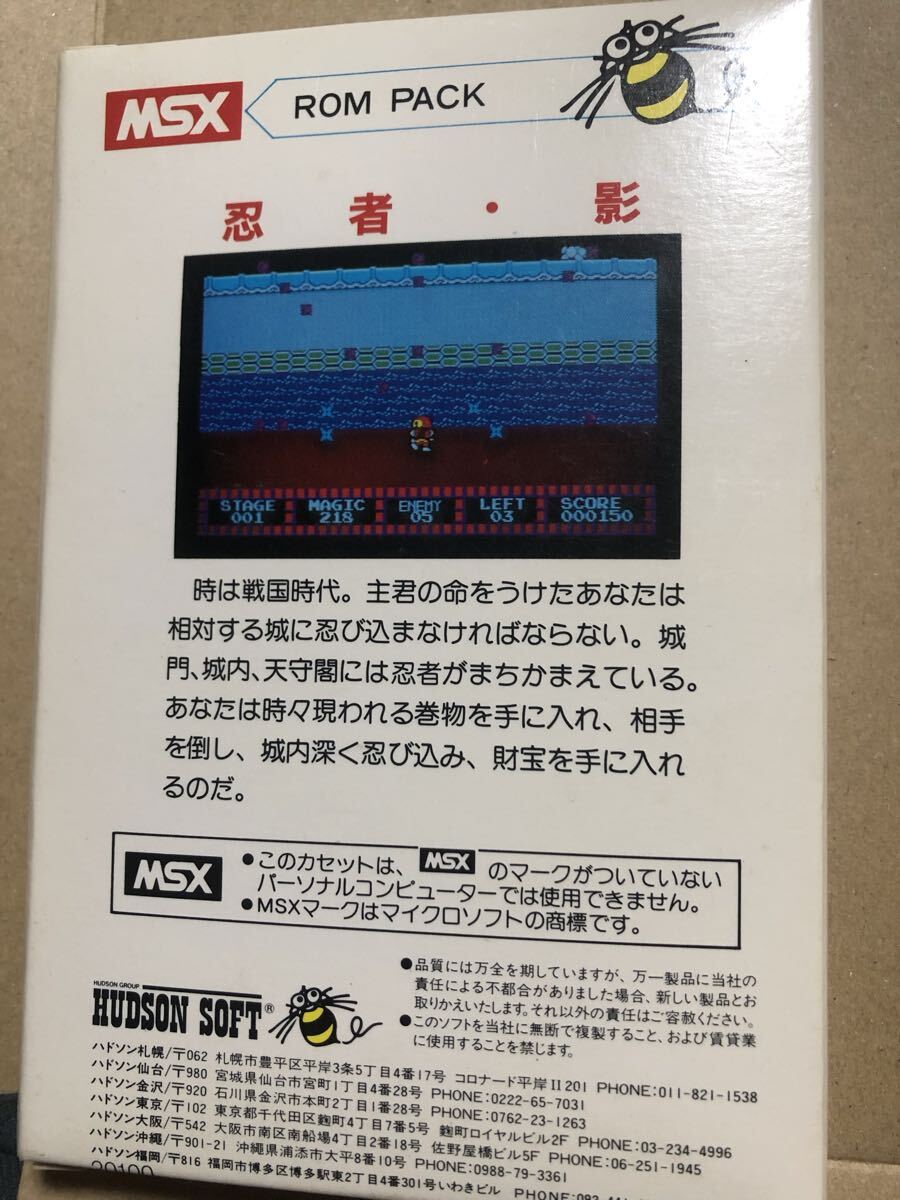 MSX ROM PACK
忍者・影
STAGE MAGIC ENEMY LEFT SCORE
001 218 05 03 000150
時は戦国時代。主君の命をうけたあなたは
相対する城に忍び込まなければならない。城
門、城内、天守閣には忍者がまちかまえている。
あなたは時々現われる巻物を手に入れ、相手
を倒し、城内深く忍び込み、財宝を手に入れ
るのだ。
MSX
●このカセットは、MSXのマークがついていない
パーソナルコンピューターでは使用できません。
●MSXマークはマイクロソフトの商標です。
HUDSON GROUP
HUDSON SOFT®
●品質には万全を期していますが、万一製品に当社の
責任による不都合がありました場合、新しい製品とお
取りかえいたします。それ以外の責任はご容赦ください。
●このソフトを当社に無断で複製すること、および賃貸業
に使用することを禁じます。
ハドソン札幌/〒062 札幌市豊平区平岸3条5丁目4番17号 コロナード平岸II201 PHONE:011-821-1538
ハドソン仙台/〒980 宮城県仙台市宮町1丁目4番28号 PHONE:0222-65-7031
ハドソン金沢/〒920 石川県金沢市本町2丁目1番28号 PHONE:0762-23-1263
ハドソン東京/〒102 東京都千代田区麴町4丁目7番5号 麴町ロイヤルビル2F PHONE:03-234-4996
ハドソン大阪/〒542 大阪市南区南船場4丁目2番18号 佐野屋橋ビル5F PHONE:06-251-1945
ハドソン沖縄/〒901-21 沖縄県浦添市大平8番10号 PHONE:0988-79-3361
ハドソン福岡/〒816 福岡市博多区博多駅東2丁目4番301号いわきビル PHONE:092